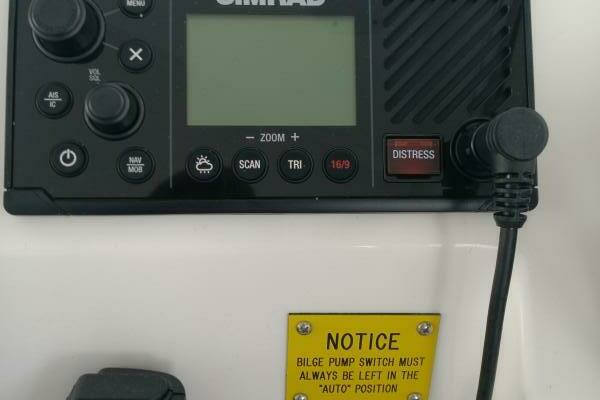 SIMRAD
MENU
X
VOL
SQL
AIS
IC
NAV
MOB
- ZOOM +
SCAN
TRI
16/9
DISTRESS
NOTICE
BILGE PUMP SWITCH MUST
ALWAYS BE LEFT IN THE
"AUTO" POSITION